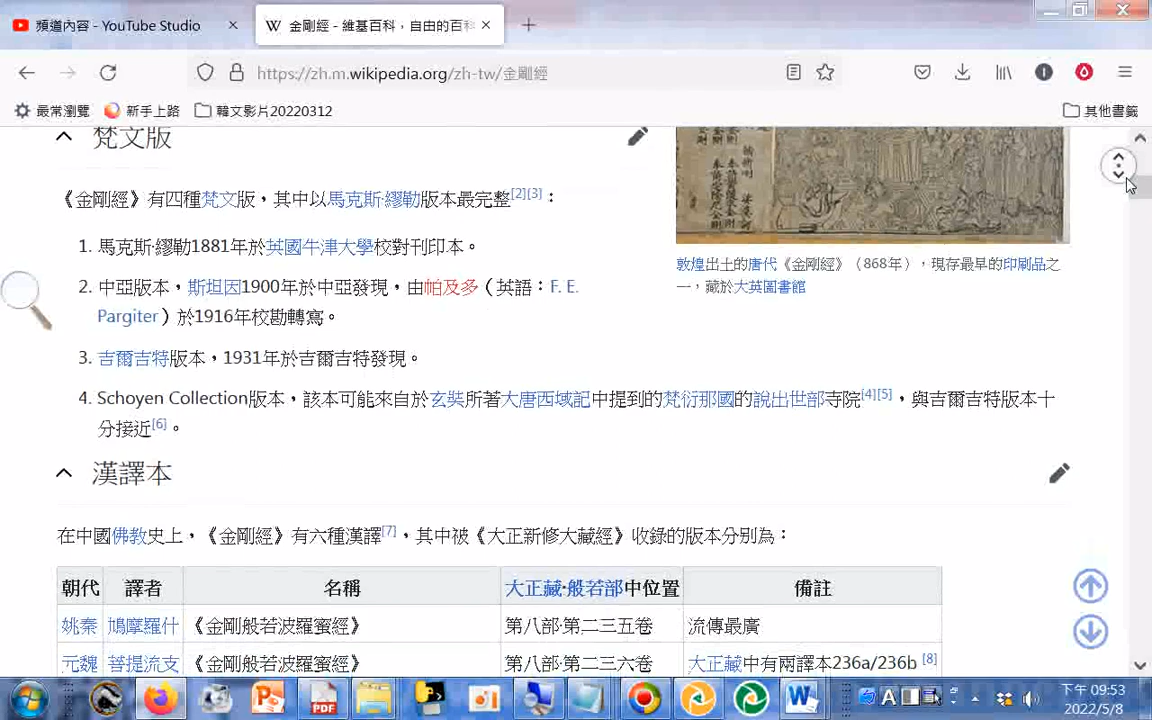 頻道內容 - YouTube Studio
金剛經 - 維基百科，自由的百科
https://zh.m.wikipedia.org/zh-tw/金剛經
最常瀏覽 新手上路 韓文影片20220312 其他書籤
梵文版
《金剛經》有四種梵文版，其中以馬克斯·繆勒版本最完整[2][3]：
1. 馬克斯·繆勒1881年於英國牛津大學校對刊印本。
2. 中亞版本，斯坦因1900年於中亞發現，由帕及多（英語：F. E.
Pargiter）於1916年校勘轉寫。
3. 吉爾吉特版本，1931年於吉爾吉特發現。
4. Schoyen Collection版本，該本可能來自於玄奘所著大唐西域記中提到的梵衍那國的說出世部寺院[4][5]，與吉爾吉特版本十
分接近[6]。
敦煌出土的唐代《金剛經》（868年），現存最早的印刷品之
一，藏於大英圖書館
漢譯本
在中國佛教史上，《金剛經》有六種漢譯[7]，其中被《大正新修大藏經》收錄的版本分別為：
朝代 譯者 名稱 大正藏·般若部中位置 備註
姚秦 鳩摩羅什 《金剛般若波羅蜜經》 第八部·第二三五卷 流傳最廣
元魏 菩提流支 《金剛般若波羅蜜經》 第八部·第二三六卷 大正藏中有兩譯本236a/236b [8]
下午 09:53
2022/5/8